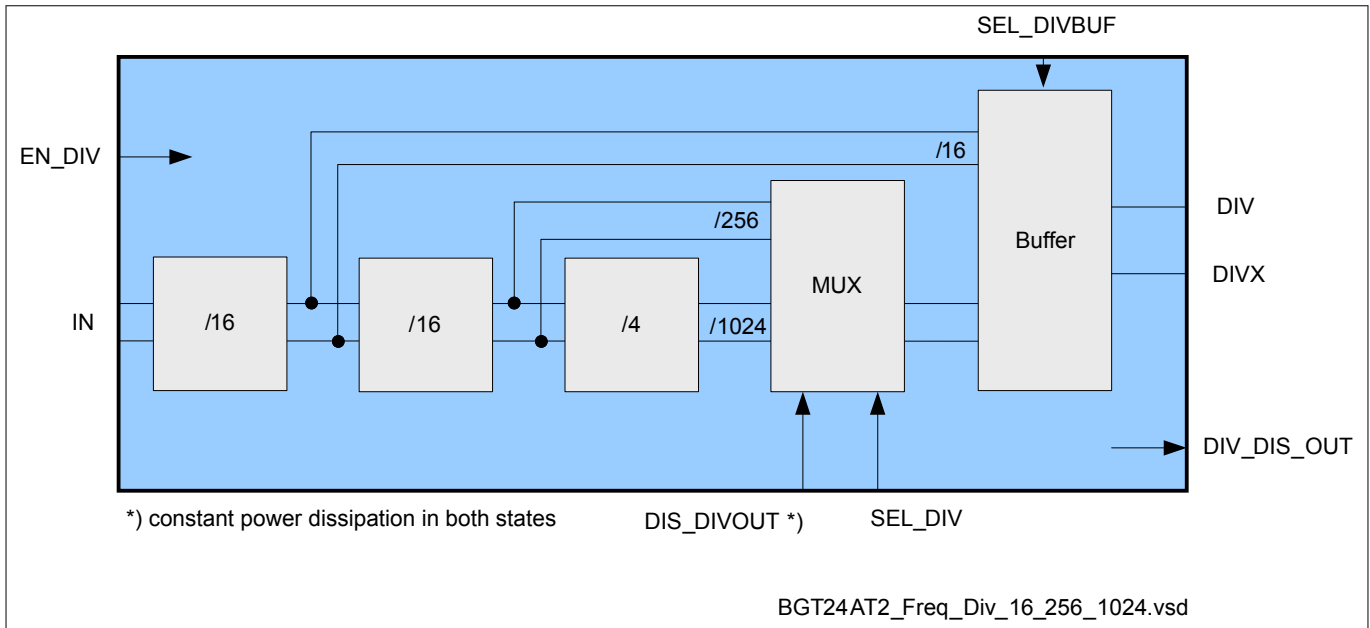 SEL_DIVBUF
EN_DIV
/16
/256
DIV
Buffer
MUX
DIVX
IN
/16
/16
/4
/1024
DIV_DIS_OUT
*) constant power dissipation in both states
DIS_DIVOUT *)
SEL_DIV
BGT24AT2_Freq_Div_16_256_1024.vsd